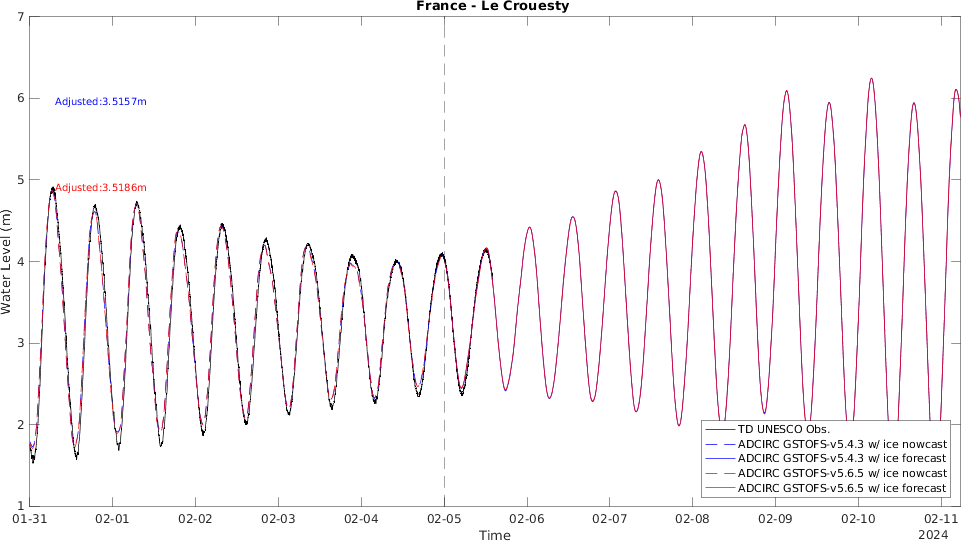 France - Le Crouesty
7
6
5
4
3
2
1
Water Level (m)
Adjusted:3.5157m
Adjusted:3.5186m
TD UNESCO Obs.
ADCIRC GSTOFS-v5.4.3 w/ ice nowcast
ADCIRC GSTOFS-v5.4.3 w/ ice forecast
ADCIRC GSTOFS-v5.6.5 w/ ice nowcast
ADCIRC GSTOFS-v5.6.5 w/ ice forecast
01-31 02-01 02-02 02-03 02-04 02-05 02-06 02-07 02-08 02-09 02-10 02-11
Time
2024